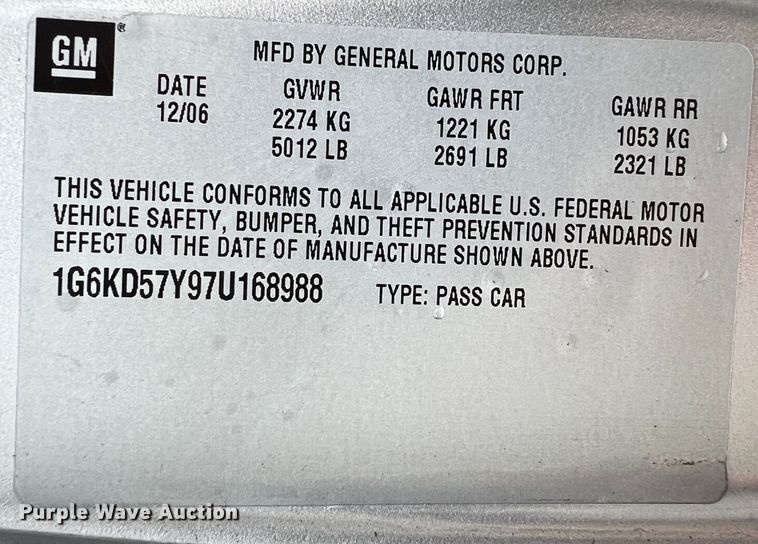 GM®
MFD BY GENERAL MOTORS CORP.
DATE GVWR GAWR FRT GAWR RR
12/06 2274 KG 1221 KG 1053 KG
5012 LB 2691 LB 2321 LB
THIS VEHICLE CONFORMS TO ALL APPLICABLE U.S. FEDERAL MOTOR
VEHICLE SAFETY, BUMPER, AND THEFT PREVENTION STANDARDS IN
EFFECT ON THE DATE OF MANUFACTURE SHOWN ABOVE.
1G6KD57Y97U168988 TYPE: PASS CAR
Purple Wave Auction